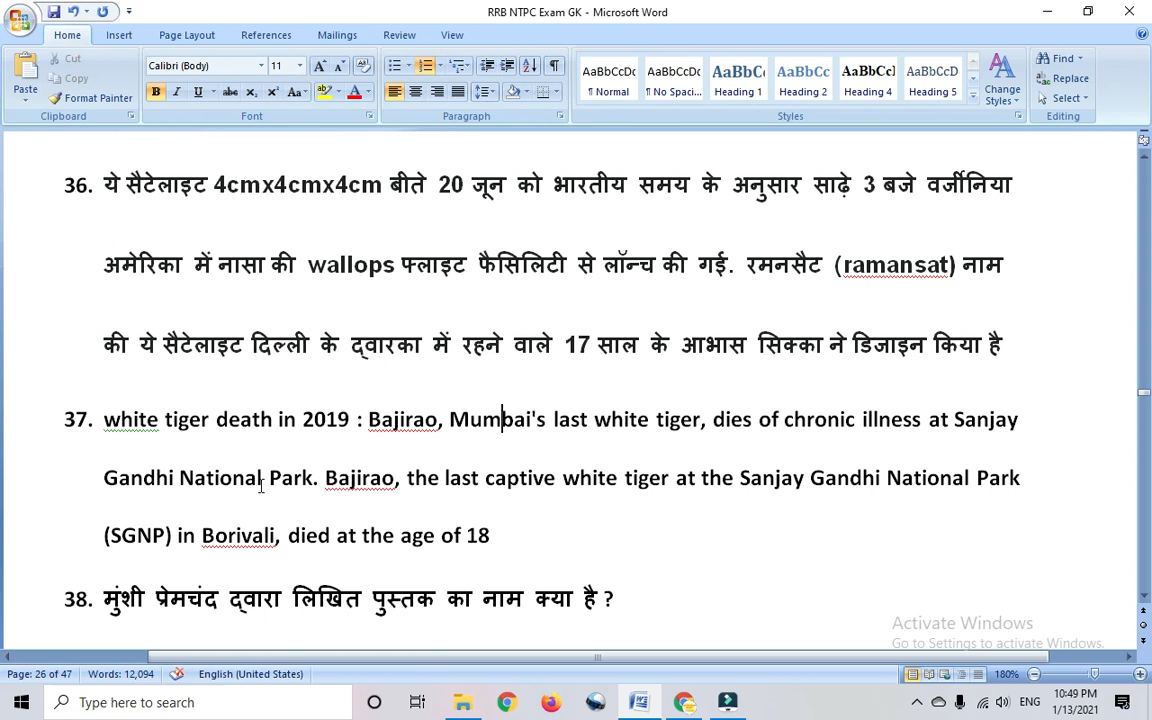 RRB NTPC Exam GK - Microsoft Word
Home Insert Page Layout References Mailings Review View
Paste
Cut
Copy
Format Painter
Clipboard
Calibri (Body) 11
Font
Paragraph
AaBbCcDc AaBbCcDc AaBbC AaBbCc AaBbCcI AaBbCcD
¶ Normal ¶ No Spaci... Heading 1 Heading 2 Heading 4 Heading 5
Change Styles
Styles
Find
Replace
Select
Editing
36. ये सैटेलाइट 4cmx4cmx4cm बीते 20 जून को भारतीय समय के अनुसार साढ़े 3 बजे वर्जीनिया
अमेरिका में नासा की wallops फ्लाइट फैसिलिटी से लॉन्च की गई. रमनसैट (ramansat) नाम
की ये सैटेलाइट दिल्ली के द्वारका में रहने वाले 17 साल के आभास सिक्का ने डिजाइन किया है
37. white tiger death in 2019 : Bajirao, Mumbai's last white tiger, dies of chronic illness at Sanjay
Gandhi National Park. Bajirao, the last captive white tiger at the Sanjay Gandhi National Park
(SGNP) in Borivali, died at the age of 18
38. मुंशी प्रेमचंद द्वारा लिखित पुस्तक का नाम क्या है ?
Activate Windows
Go to Settings to activate Windows.
Page: 26 of 47 Words: 12,094 English (United States) 180%
Type here to search
ENG 10:49 PM
1/13/2021